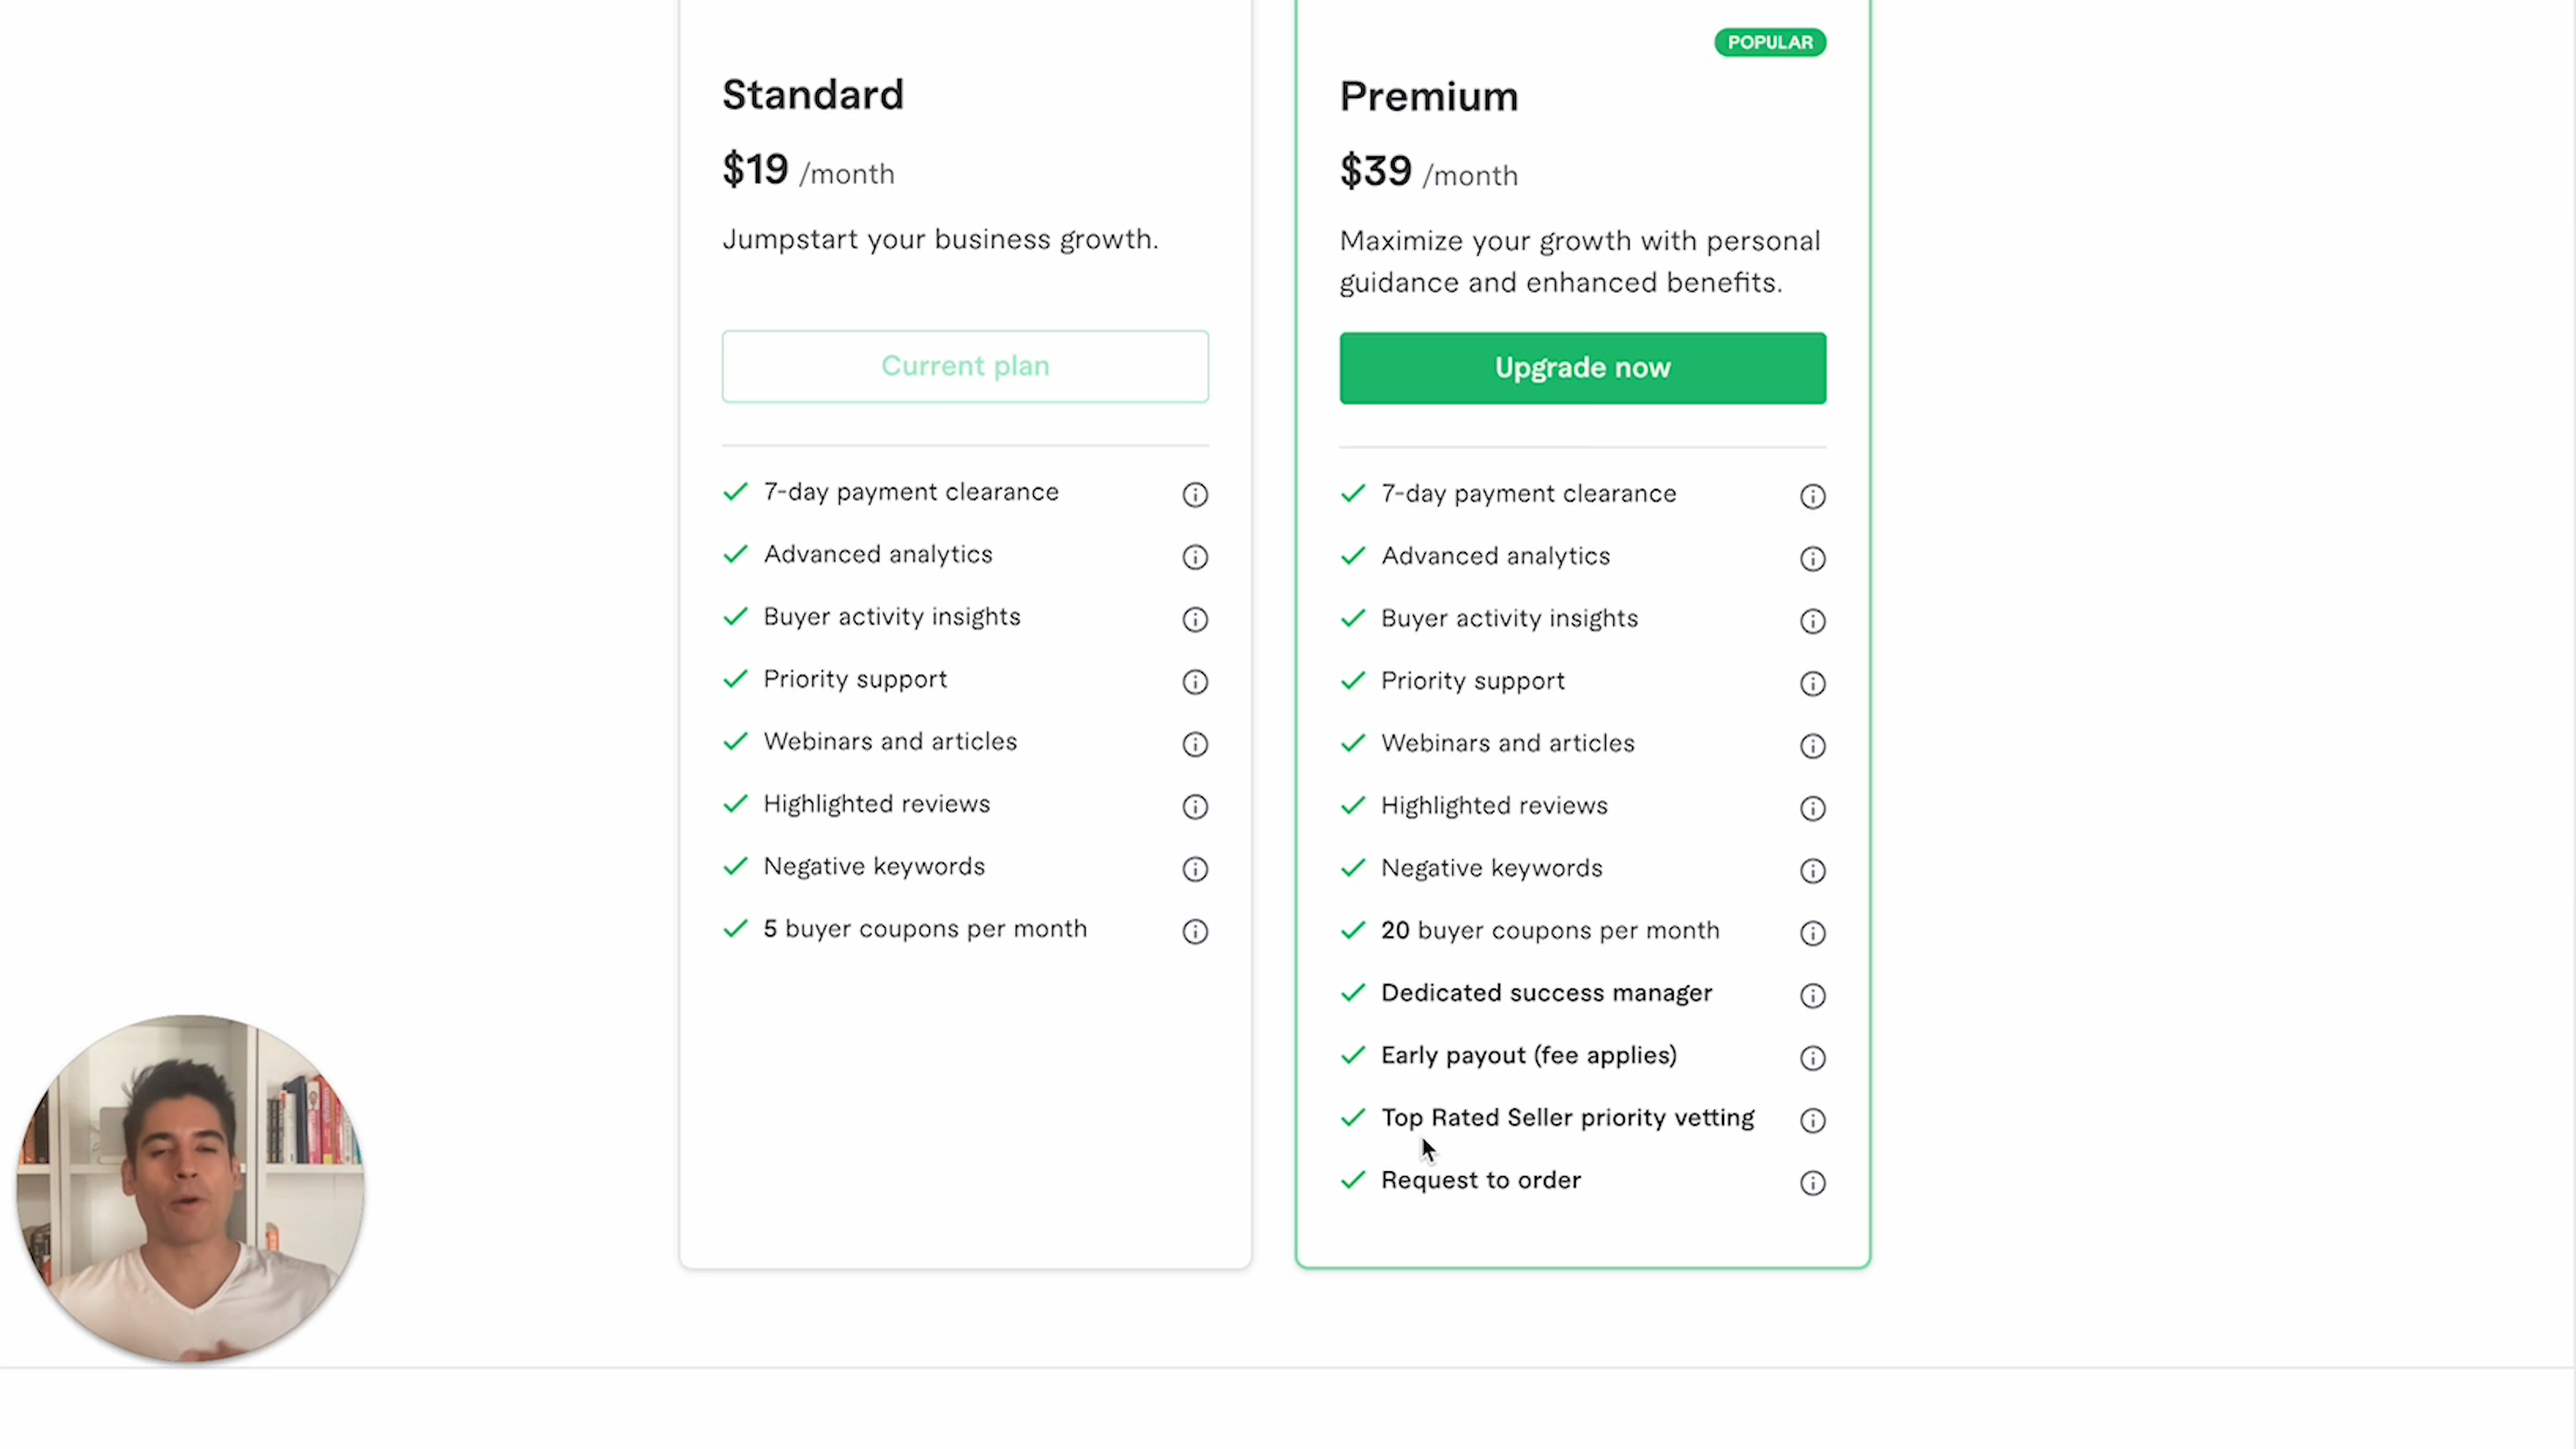 Standard
$19 /month
Jumpstart your business growth.
Current plan
7-day payment clearance
Advanced analytics
Buyer activity insights
Priority support
Webinars and articles
Highlighted reviews
Negative keywords
5 buyer coupons per month
POPULAR
Premium
$39 /month
Maximize your growth with personal
guidance and enhanced benefits.
Upgrade now
7-day payment clearance
Advanced analytics
Buyer activity insights
Priority support
Webinars and articles
Highlighted reviews
Negative keywords
20 buyer coupons per month
Dedicated success manager
Early payout (fee applies)
Top Rated Seller priority vetting
Request to order